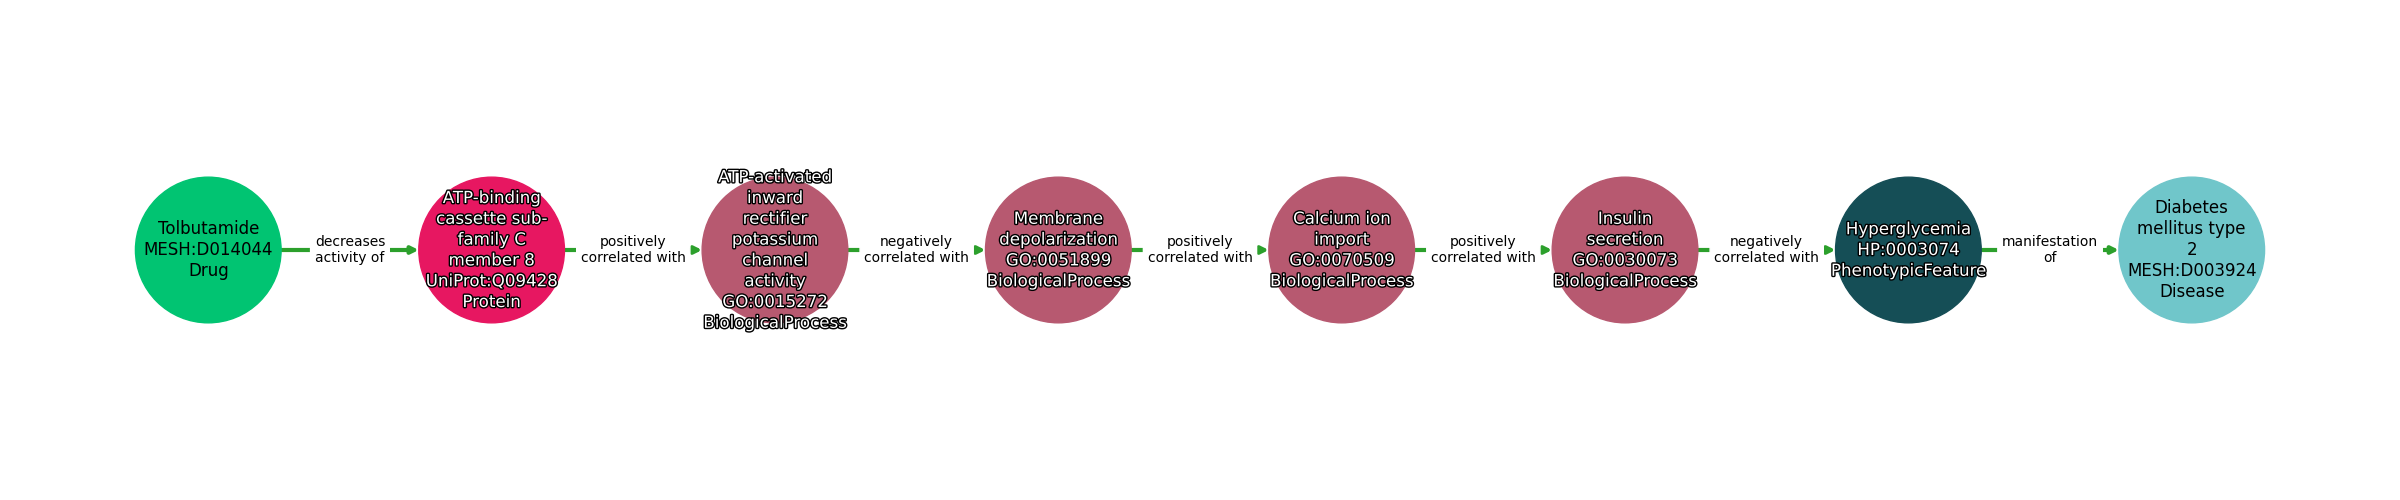 Tolbutamide
MESH:D014044
Drug
decreases
activity of
ATP-binding
cassette sub-
family C
member 8
UniProt:Q09428
Protein
positively
correlated with
ATP-activated
inward
rectifier
potassium
channel
activity
GO:0015272
BiologicalProcess
negatively
correlated with
Membrane
depolarization
GO:0051899
BiologicalProcess
positively
correlated with
Calcium ion
import
GO:0070509
BiologicalProcess
positively
correlated with
Insulin
secretion
GO:0030073
BiologicalProcess
negatively
correlated with
Hyperglycemia
HP:0003074
PhenotypicFeature
manifestation
of
Diabetes
mellitus type
2
MESH:D003924
Disease